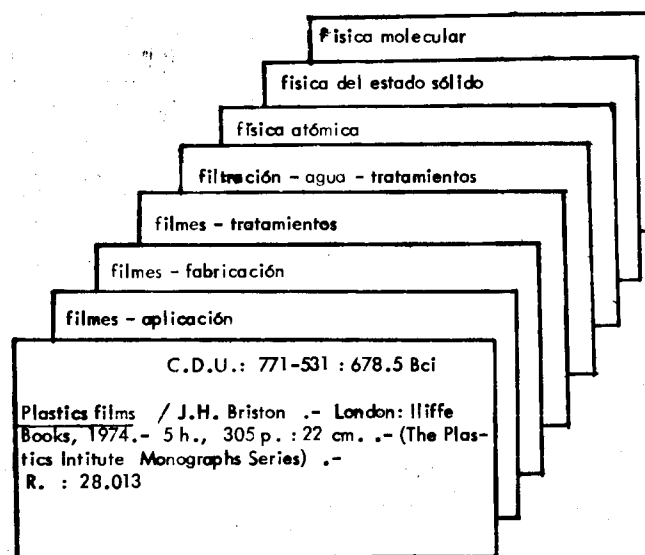 Fisica molecular
fisica del estado sólido
física atómica
filtración - agua - tratamientos
filmes - tratamientos
filmes - fabricación
filmes - aplicación
C.D.U.: 771-531 : 678.5 Bci
Plastics films / J.H. Briston .- London: Iliffe
Books, 1974.- 5 h., 305 p. : 22 cm. .- (The Plas-
tics Intitute Monographs Series) .-
R. : 28.013